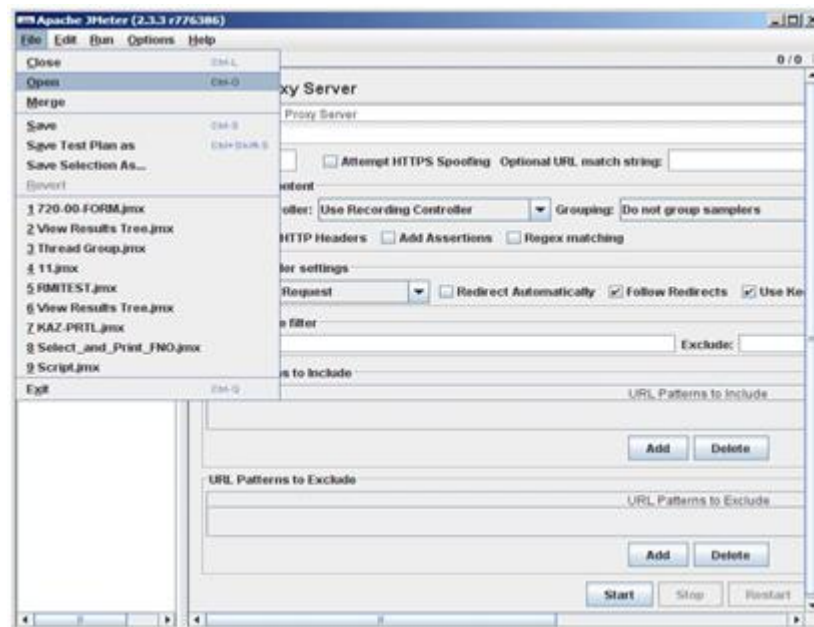 Apache JMeter (2.3.3 r776386)
File Edit Run Options Help
0 / 0
Close Ctrl-L
Open Ctrl-O
Merge
Save Ctrl-S
Save Test Plan as Ctrl+Shift-S
Save Selection As...
Revert
1 720-00-FORM.jmx
2 View Results Tree.jmx
3 Thread Group.jmx
4 11.jmx
5 RMITEST.jmx
6 View Results Tree.jmx
7 KAZ-PRTL.jmx
8 Select_and_Print_FNO.jmx
9 Script.jmx
Exit Ctrl-Q
xy Server
Proxy Server
Attempt HTTPS Spoofing Optional URL match string:
ntent
oller: Use Recording Controller Grouping: Do not group samplers
HTTP Headers Add Assertions Regex matching
ler settings
Request Redirect Automatically Follow Redirects Use Ke
e filter
Exclude:
s to Include
URL Patterns to Include
Add Delete
URL Patterns to Exclude
URL Patterns to Exclude
Add Delete
Start Stop Restart